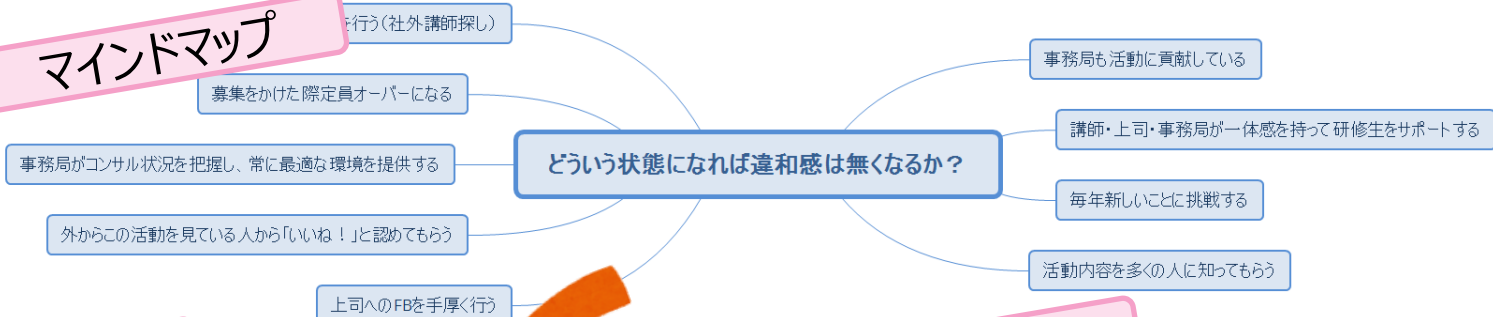 マインドマップ
を行う（社外講師探し）
募集をかけた際定員オーバーになる
事務局がコンサル状況を把握し、常に最適な環境を提供する
外からこの活動を見ている人から「いいね！」と認めてもらう
上司へのFBを手厚く行う
どういう状態になれば違和感は無くなるか？
事務局も活動に貢献している
講師・上司・事務局が一体感を持って研修生をサポートする
毎年新しいことに挑戦する
活動内容を多くの人に知ってもらう